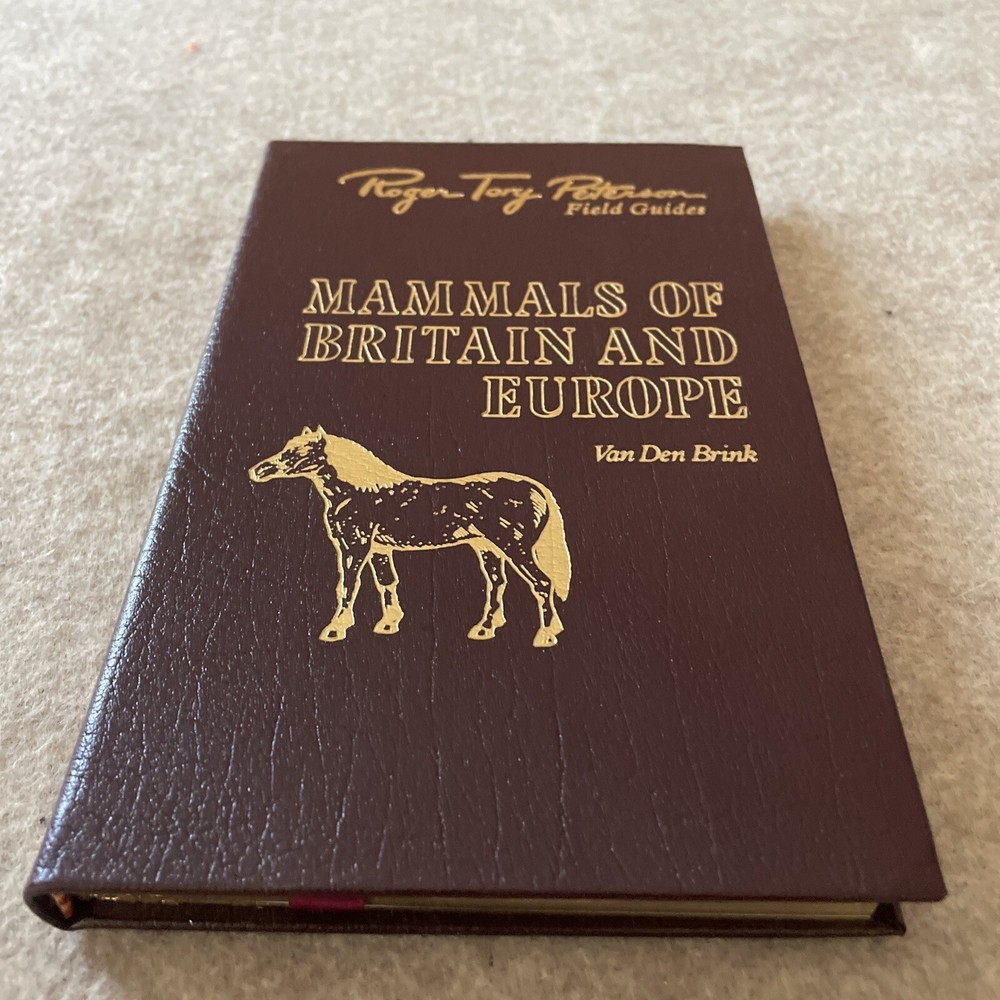 Roger Tory Peterson
Field Guides
MAMMALS OF
BRITAIN AND
EUROPE
Van Den Brink